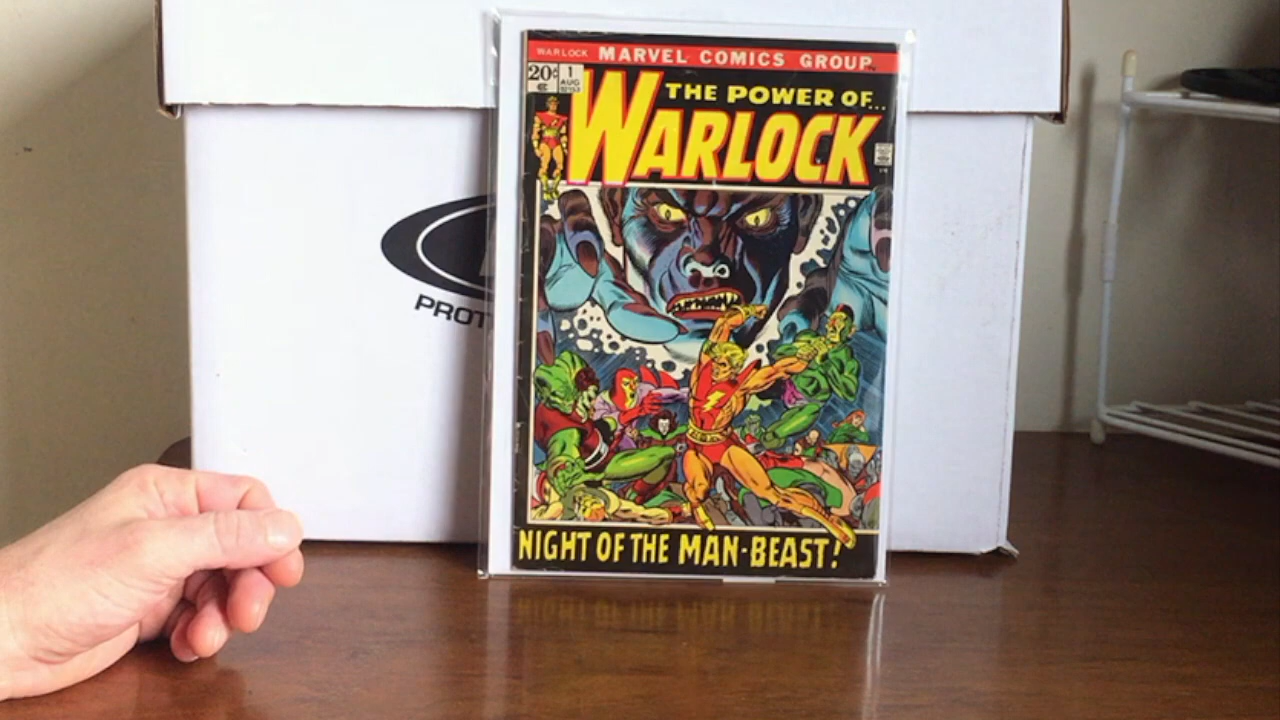 WARLOCK MARVEL COMICS GROUP
20¢ 1
AUG
THE POWER OF...
WARLOCK
PROT
NIGHT OF THE MAN-BEAST!